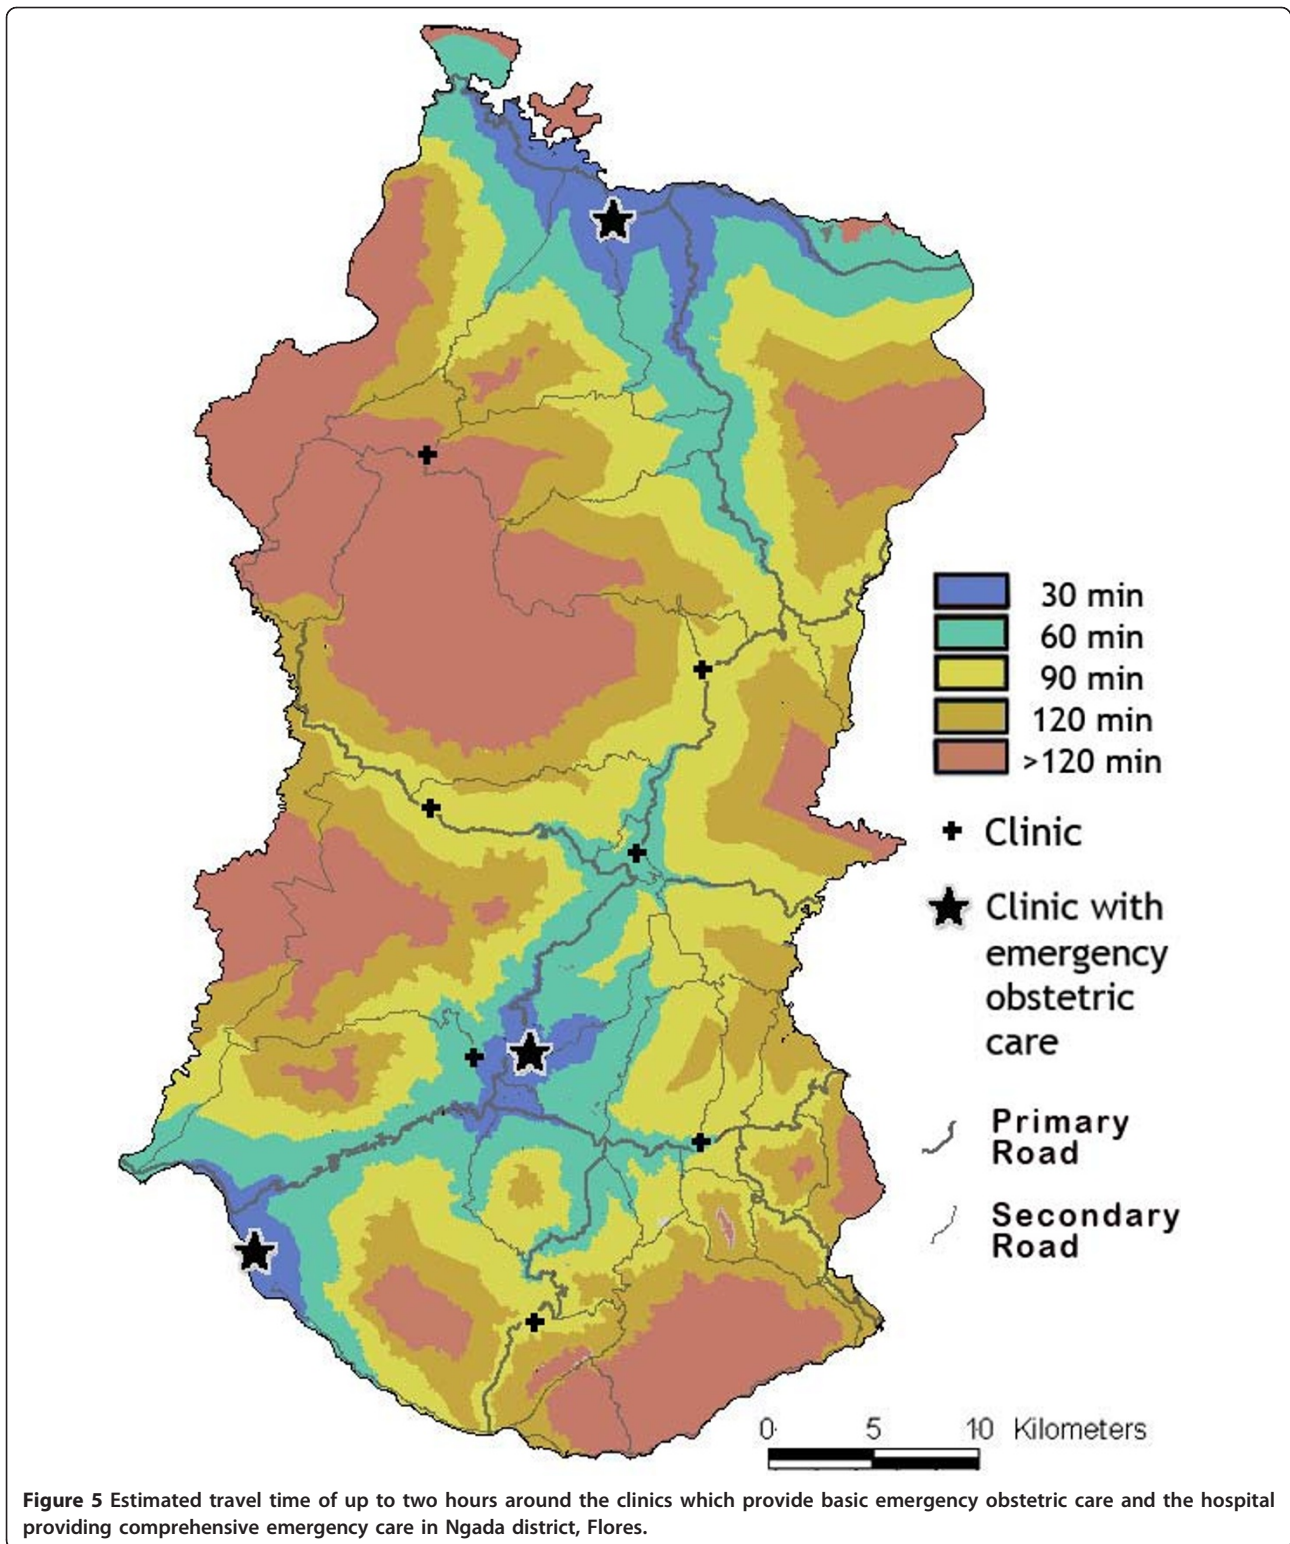 30 min
60 min
90 min
120 min
>120 min
Clinic
Clinic with
emergency
obstetric
care
Primary
Road
Secondary
Road
0 5 10 Kilometers
Figure 5 Estimated travel time of up to two hours around the clinics which provide basic emergency obstetric care and the hospital
providing comprehensive emergency care in Ngada district, Flores.